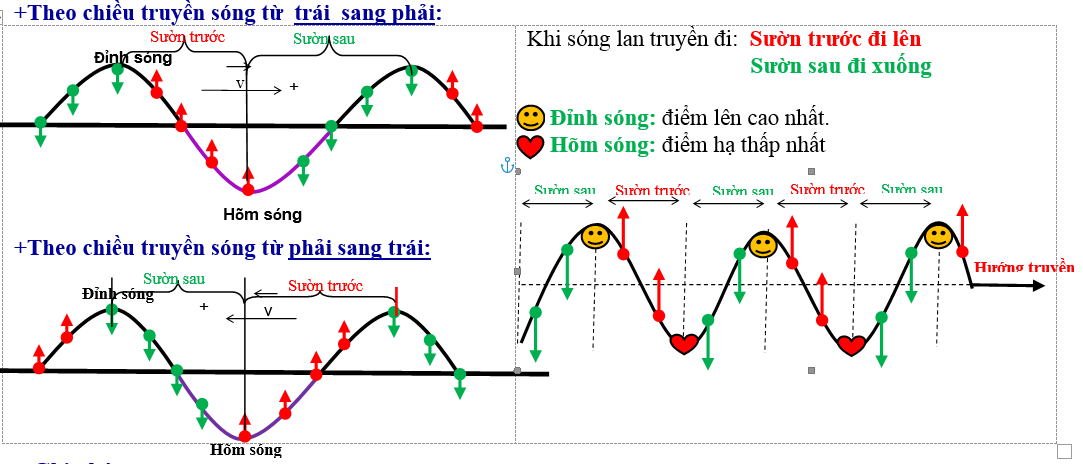 +Theo chiều truyền sóng từ trái sang phải:
Sườn trước
Sườn sau
Đỉnh sóng
v
+
Hõm sóng
+Theo chiều truyền sóng từ phải sang trái:
Sườn sau
Sườn trước
Đỉnh sóng
+
v
Hõm sóng
Khi sóng lan truyền đi: Sườn trước đi lên
Sườn sau đi xuống
Đỉnh sóng: điểm lên cao nhất.
Hõm sóng: điểm hạ thấp nhất
Sườn sau
Sườn trước
Sườn sau
Sườn trước
Sườn sau
Hướng truyền